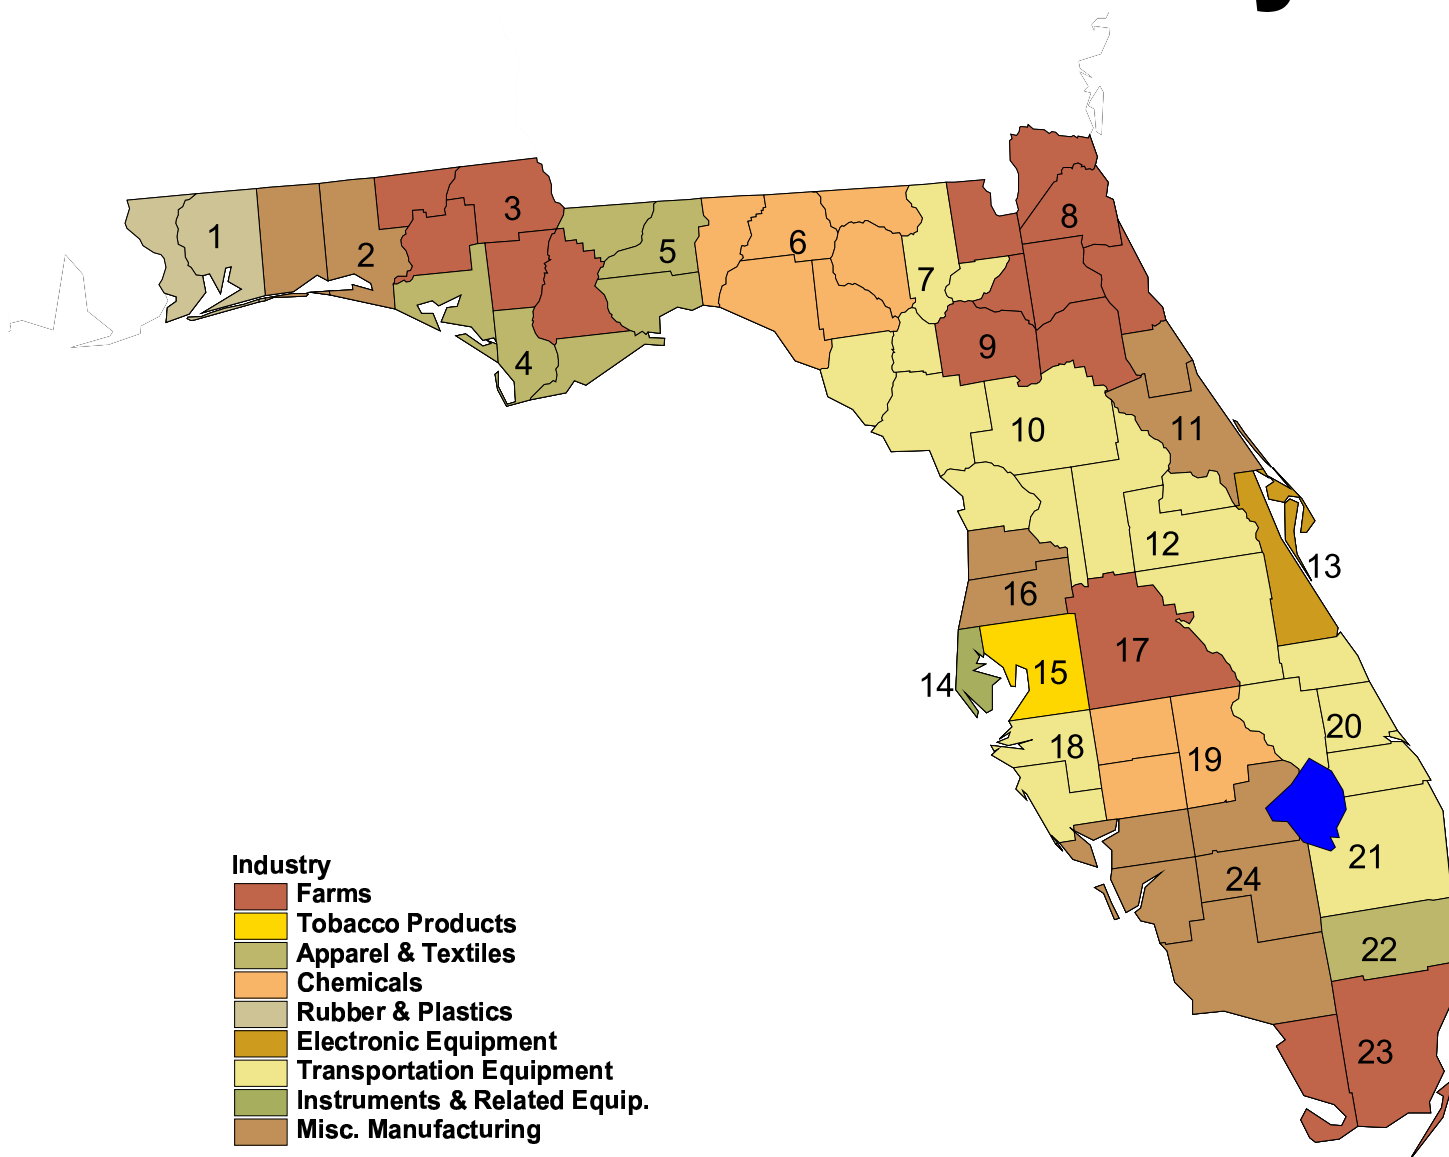 1
2
3
4
5
6
7
8
9
10
11
12
13
14
15
16
17
18
19
20
21
22
23
24
Industry
Farms
Tobacco Products
Apparel & Textiles
Chemicals
Rubber & Plastics
Electronic Equipment
Transportation Equipment
Instruments & Related Equip.
Misc. Manufacturing